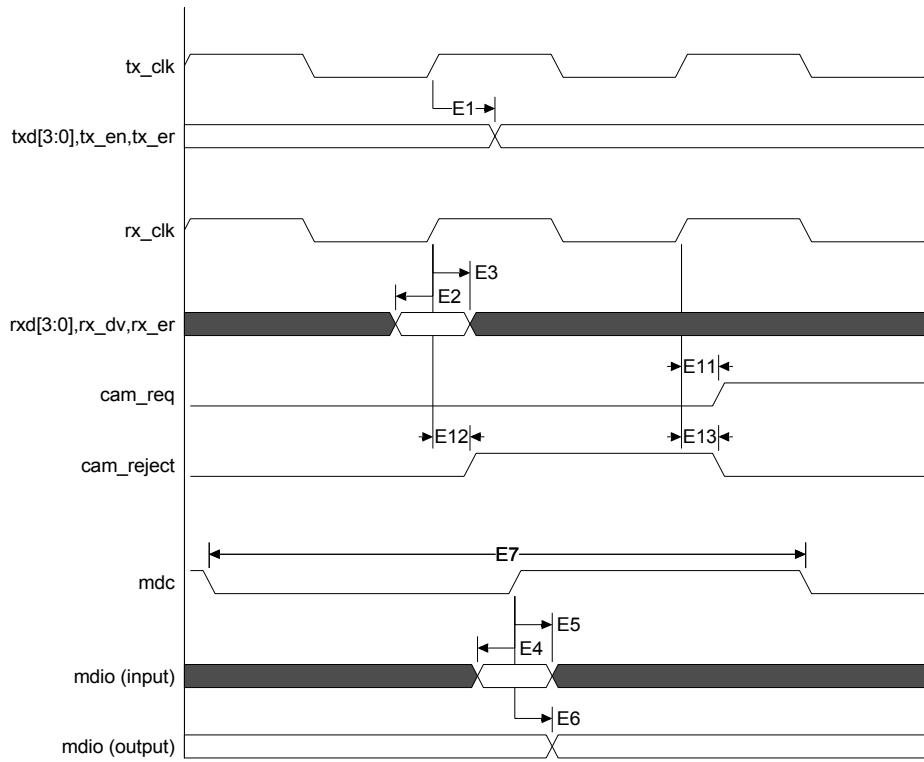 tx_clk
E1
txd[3:0],tx_en,tx_er
rx_clk
E3
E2
rxd[3:0],rx_dv,rx_er
E11
cam_req
E12
E13
cam_reject
E7
mdc
E5
E4
mdio (input)
E6
mdio (output)